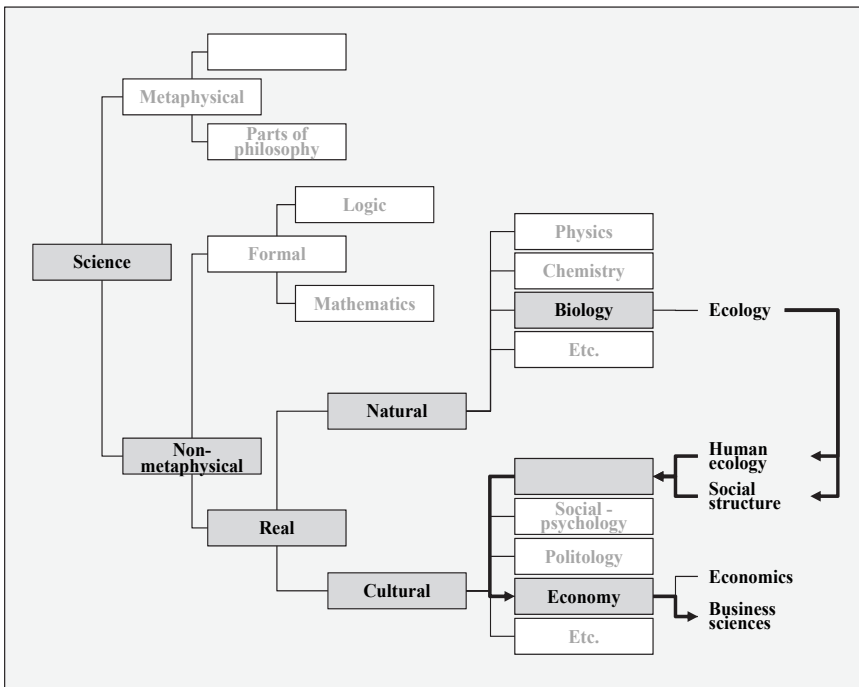 Metaphysical
Parts of
philosophy
Logic
Formal
Mathematics
Science
Physics
Chemistry
Biology
Ecology
Etc.
Natural
Non-
metaphysical
Human
ecology
Social
structure
Real
Social -
psychology
Politology
Cultural
Economy
Economics
Business
sciences
Etc.